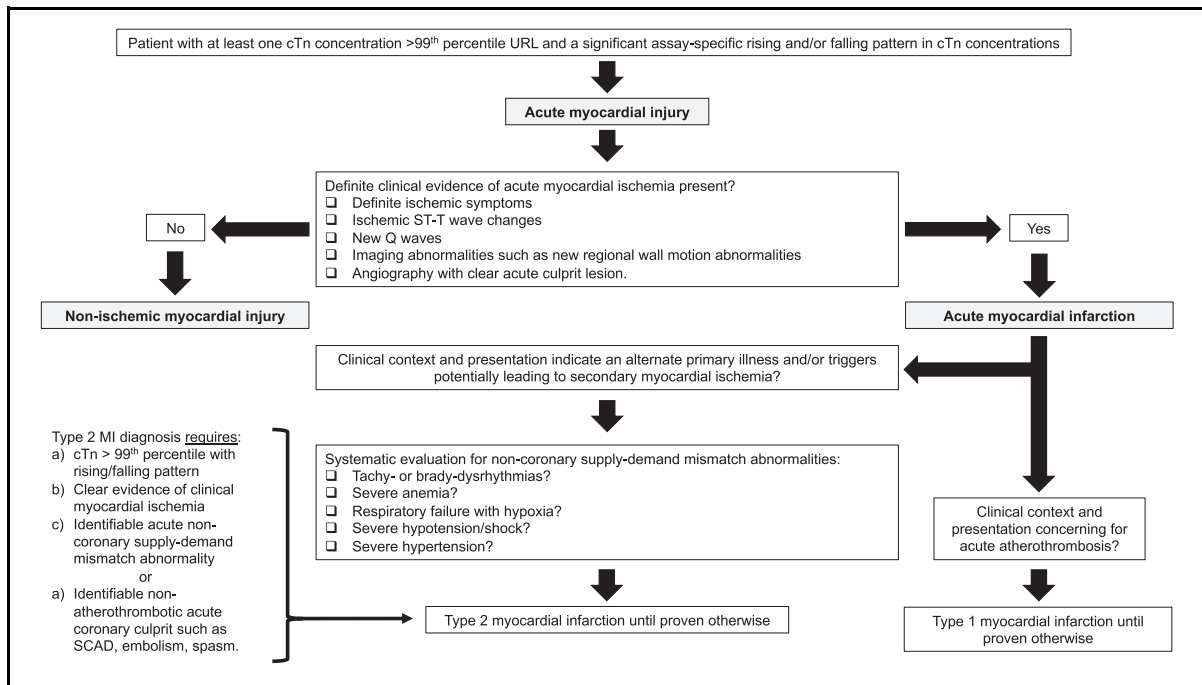 Patient with at least one cTn concentration >99th percentile URL and a significant assay-specific rising and/or falling pattern in cTn concentrations
Acute myocardial injury
Definite clinical evidence of acute myocardial ischemia present?
❑ Definite ischemic symptoms
❑ Ischemic ST-T wave changes
❑ New Q waves
❑ Imaging abnormalities such as new regional wall motion abnormalities
❑ Angiography with clear acute culprit lesion.
No
Yes
Non-ischemic myocardial injury
Acute myocardial infarction
Clinical context and presentation indicate an alternate primary illness and/or triggers
potentially leading to secondary myocardial ischemia?
Type 2 MI diagnosis requires:
a) cTn > 99th percentile with
rising/falling pattern
b) Clear evidence of clinical
myocardial ischemia
c) Identifiable acute non-
coronary supply-demand
mismatch abnormality
or
a) Identifiable non-
atherothrombotic acute
coronary culprit such as
SCAD, embolism, spasm.
Systematic evaluation for non-coronary supply-demand mismatch abnormalities:
❑ Tachy- or brady-dysrhythmias?
❑ Severe anemia?
❑ Respiratory failure with hypoxia?
❑ Severe hypotension/shock?
❑ Severe hypertension?
Clinical context and
presentation concerning for
acute atherothrombosis?
Type 2 myocardial infarction until proven otherwise
Type 1 myocardial infarction until
proven otherwise